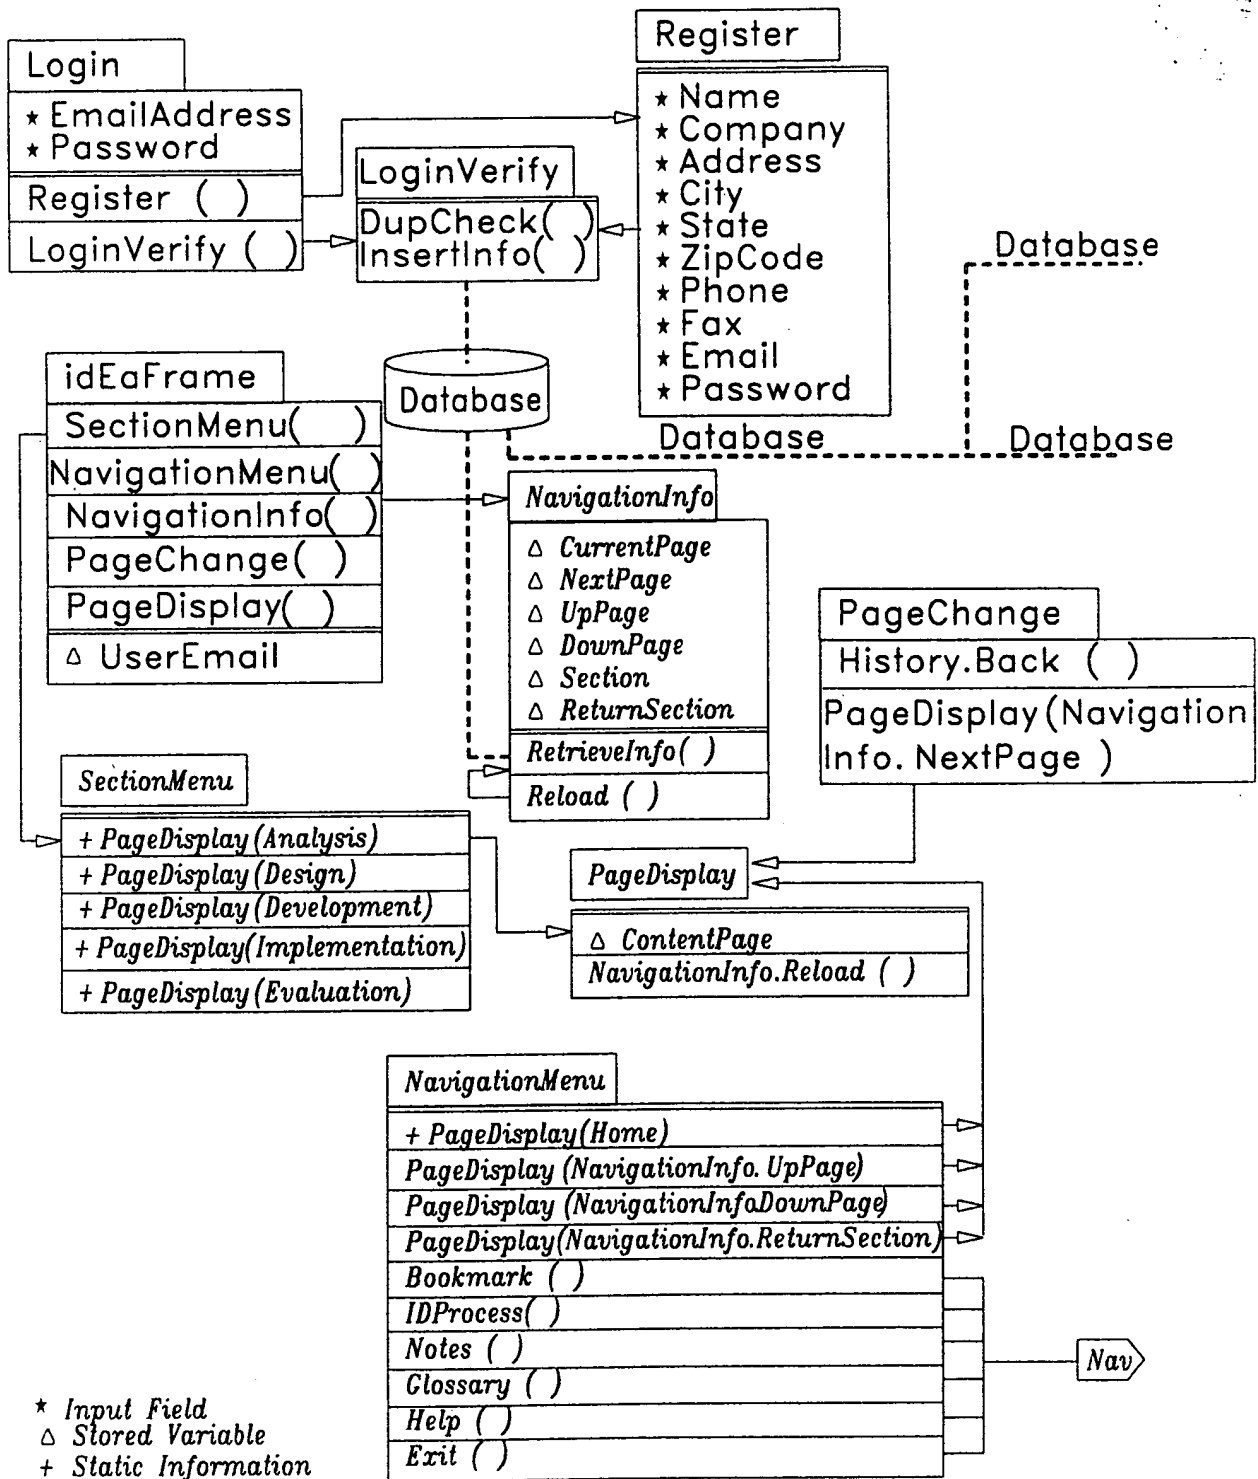 Login
★ EmailAddress
★ Password
Register ( )
LoginVerify ( )
LoginVerify
DupCheck( )
InsertInfo( )
Register
★ Name
★ Company
★ Address
★ City
★ State
★ ZipCode
★ Phone
★ Fax
★ Email
★ Password
Database
Database
Database
Database
idEaFrame
SectionMenu( )
NavigationMenu( )
NavigationInfo( )
PageChange( )
PageDisplay( )
△ UserEmail
NavigationInfo
△ CurrentPage
△ NextPage
△ UpPage
△ DownPage
△ Section
△ ReturnSection
RetrieveInfo( )
Reload ( )
PageChange
History.Back ( )
PageDisplay(Navigation
Info. NextPage )
SectionMenu
+ PageDisplay(Analysis)
+ PageDisplay(Design)
+ PageDisplay(Development)
+ PageDisplay(Implementation)
+ PageDisplay(Evaluation)
PageDisplay
△ ContentPage
NavigationInfo.Reload ( )
NavigationMenu
+ PageDisplay(Home)
PageDisplay (NavigationInfo. UpPage)
PageDisplay (NavigationInfoDownPage)
PageDisplay(NavigationInfo.ReturnSection)
Bookmark ( )
IDProcess( )
Notes ( )
Glossary ( )
Help ( )
Exit ( )
Nav
★ Input Field
△ Stored Variable
+ Static Information